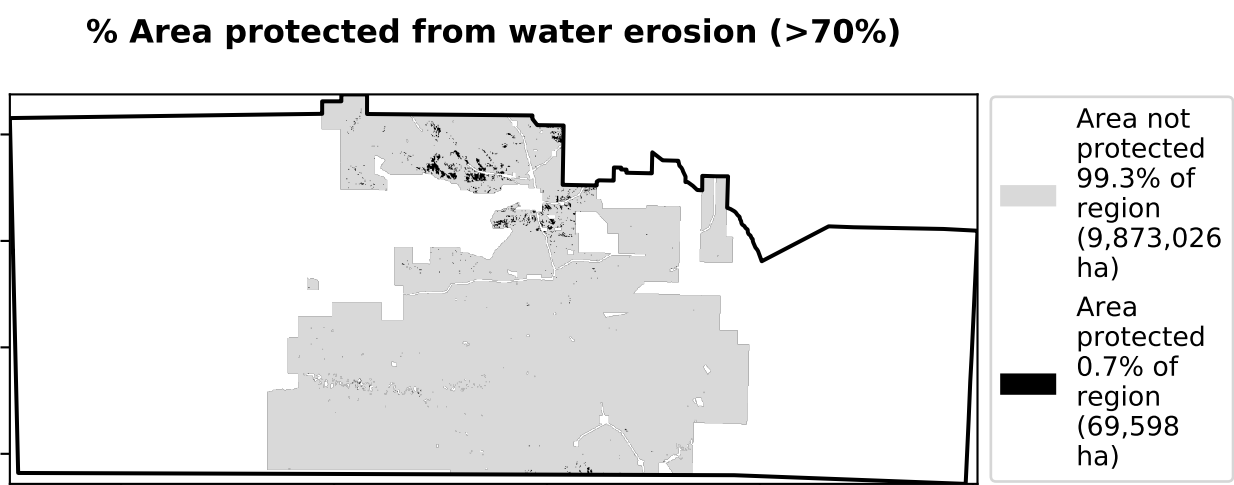 % Area protected from water erosion (>70%)
Area not
protected
99.3% of
region
(9,873,026
ha)
Area
protected
0.7% of
region
(69,598
ha)